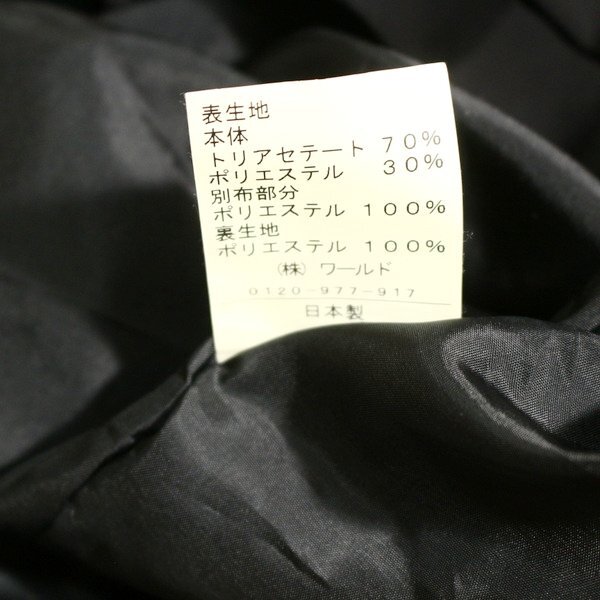 表生地
本体
トリアセテート 70%
ポリエステル 30%
別布部分
ポリエステル 100%
裏生地
ポリエステル 100%
(株) ワールド
0120-977-917
日本製